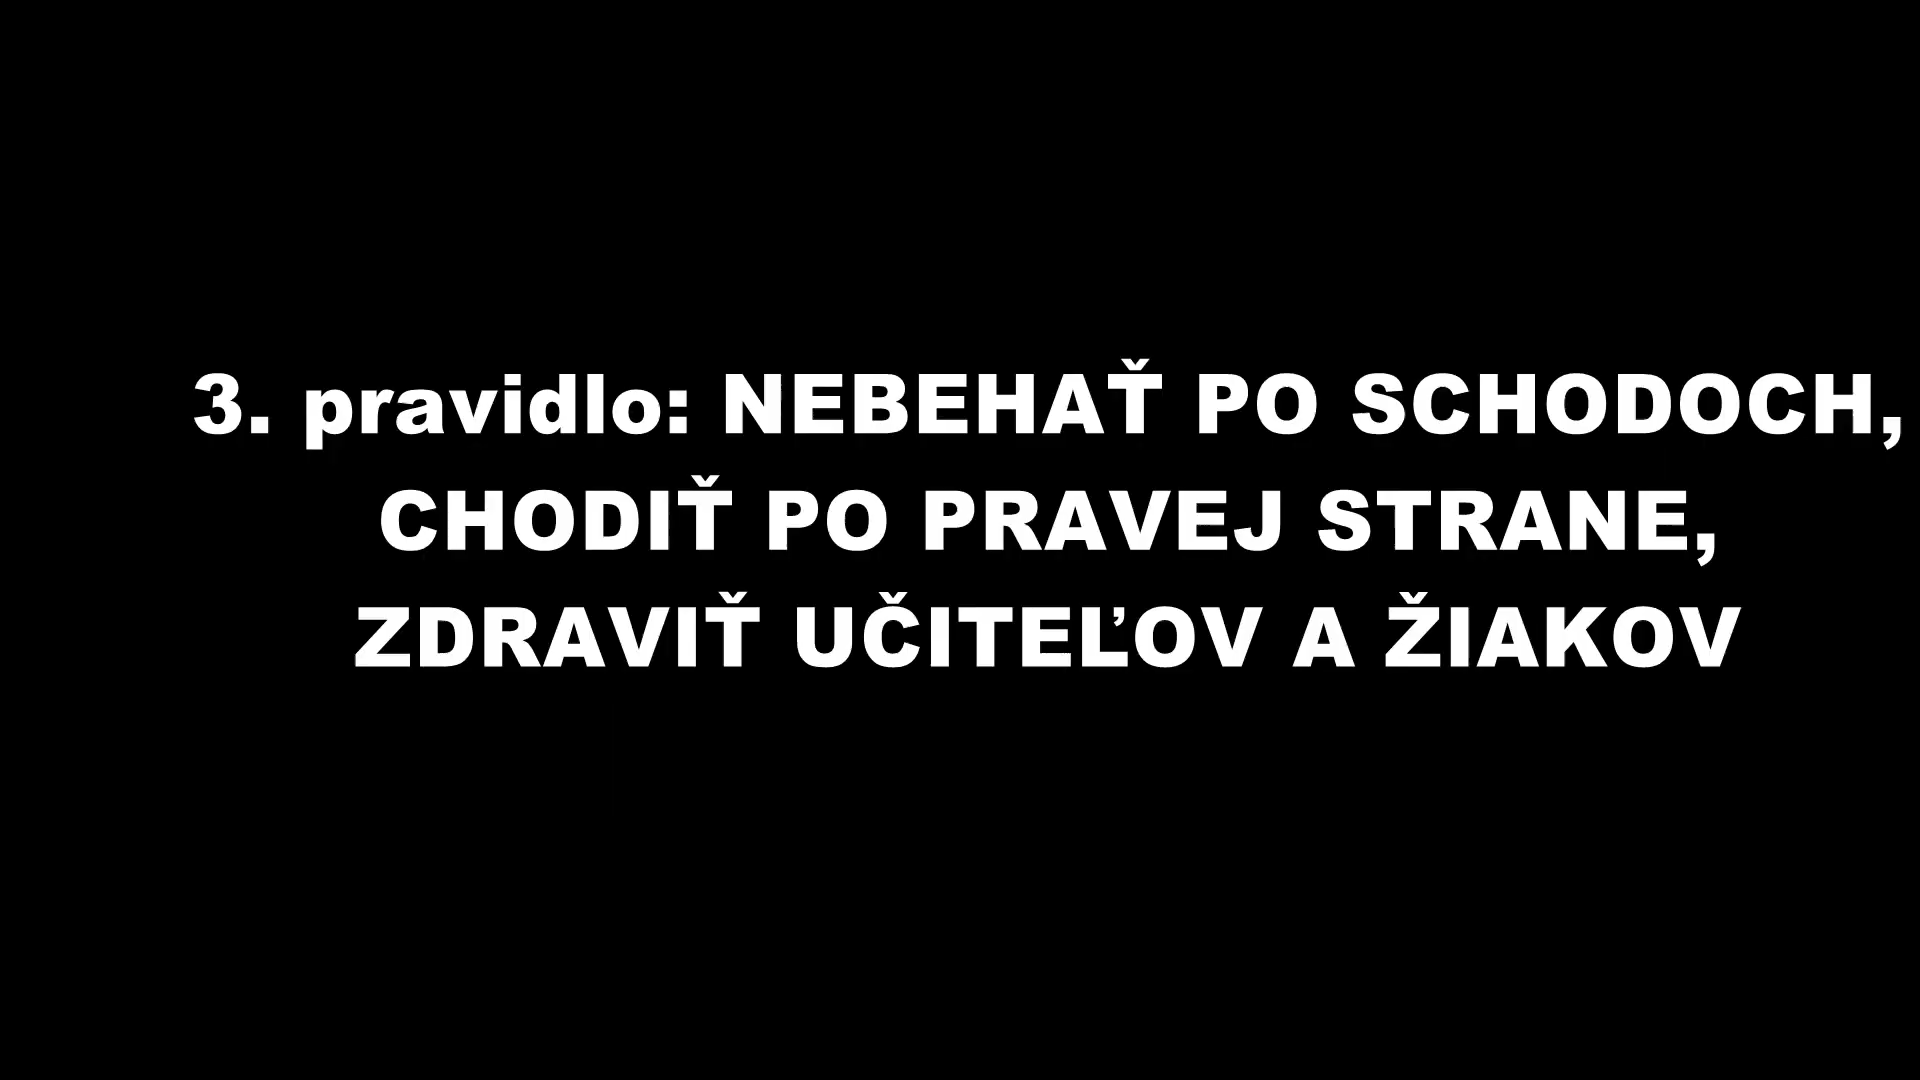 3. pravidlo: NEBEHAŤ PO SCHODOCH,
CHODIŤ PO PRAVEJ STRANE,
ZDRAVIŤ UČITEĽOV A ŽIAKOV